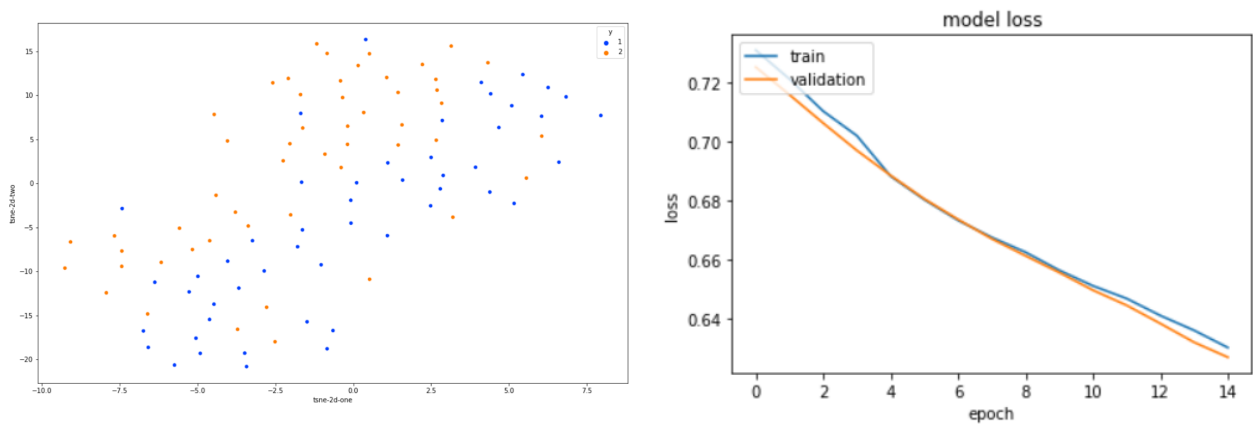 y
1
2
15
10
5
0
−5
−10
−15
−20
tsne-2d-two
−10.0 −7.5 −5.0 −2.5 0.0 2.5 5.0 7.5
tsne-2d-one
model loss
train
validation
0.72
0.70
0.68
0.66
0.64
loss
0 2 4 6 8 10 12 14
epoch